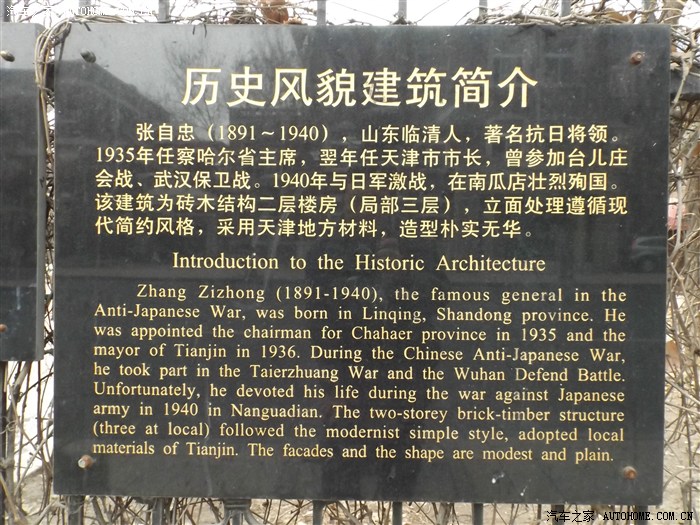 汽车之家 AUTOHOME.COM.CN
历史风貌建筑简介
张自忠（1891～1940），山东临清人，著名抗日将领。
1935年任察哈尔省主席，翌年任天津市市长，曾参加台儿庄
会战、武汉保卫战。1940年与日军激战，在南瓜店壮烈殉国。
该建筑为砖木结构二层楼房（局部三层），立面处理遵循现
代简约风格，采用天津地方材料，造型朴实无华。
Introduction to the Historic Architecture
Zhang Zizhong (1891-1940), the famous general in the
Anti-Japanese War, was born in Linqing, Shandong province. He
was appointed the chairman for Chahaer province in 1935 and the
mayor of Tianjin in 1936. During the Chinese Anti-Japanese War,
he took part in the Taierzhuang War and the Wuhan Defend Battle.
Unfortunately, he devoted his life during the war against Japanese
army in 1940 in Nanguadian. The two-storey brick-timber structure
(three at local) followed the modernist simple style, adopted local
materials of Tianjin. The facades and the shape are modest and plain.
汽车之家 AUTOHOME.COM.CN